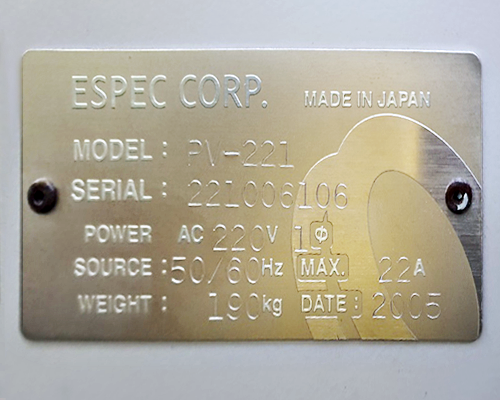 ESPEC CORP. MADE IN JAPAN
MODEL : PV-221
SERIAL : 221006106
POWER AC 220V 1Φ
SOURCE : 50/60Hz MAX. 22A
WEIGHT : 190kg DATE : 2005